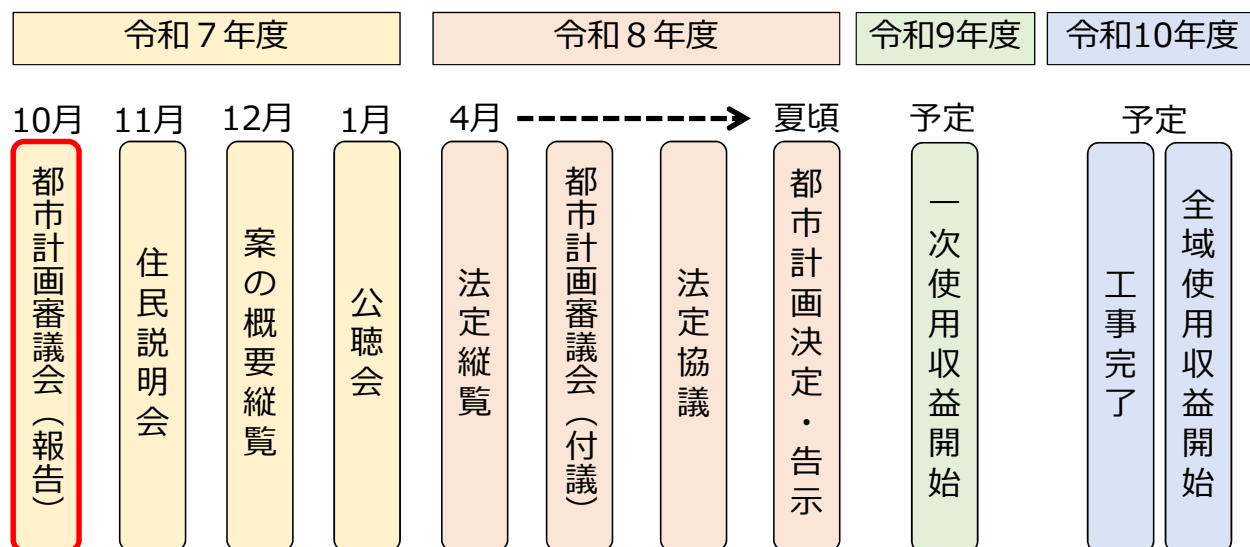 令和７年度
令和８年度
令和9年度
令和10年度
10月
11月
12月
1月
4月
夏頃
予定
予定
都市計画審議会（報告）
住民説明会
案の概要縦覧
公聴会
法定縦覧
都市計画審議会（付議）
法定協議
都市計画決定・告示
一次使用収益開始
工事完了
全域使用収益開始